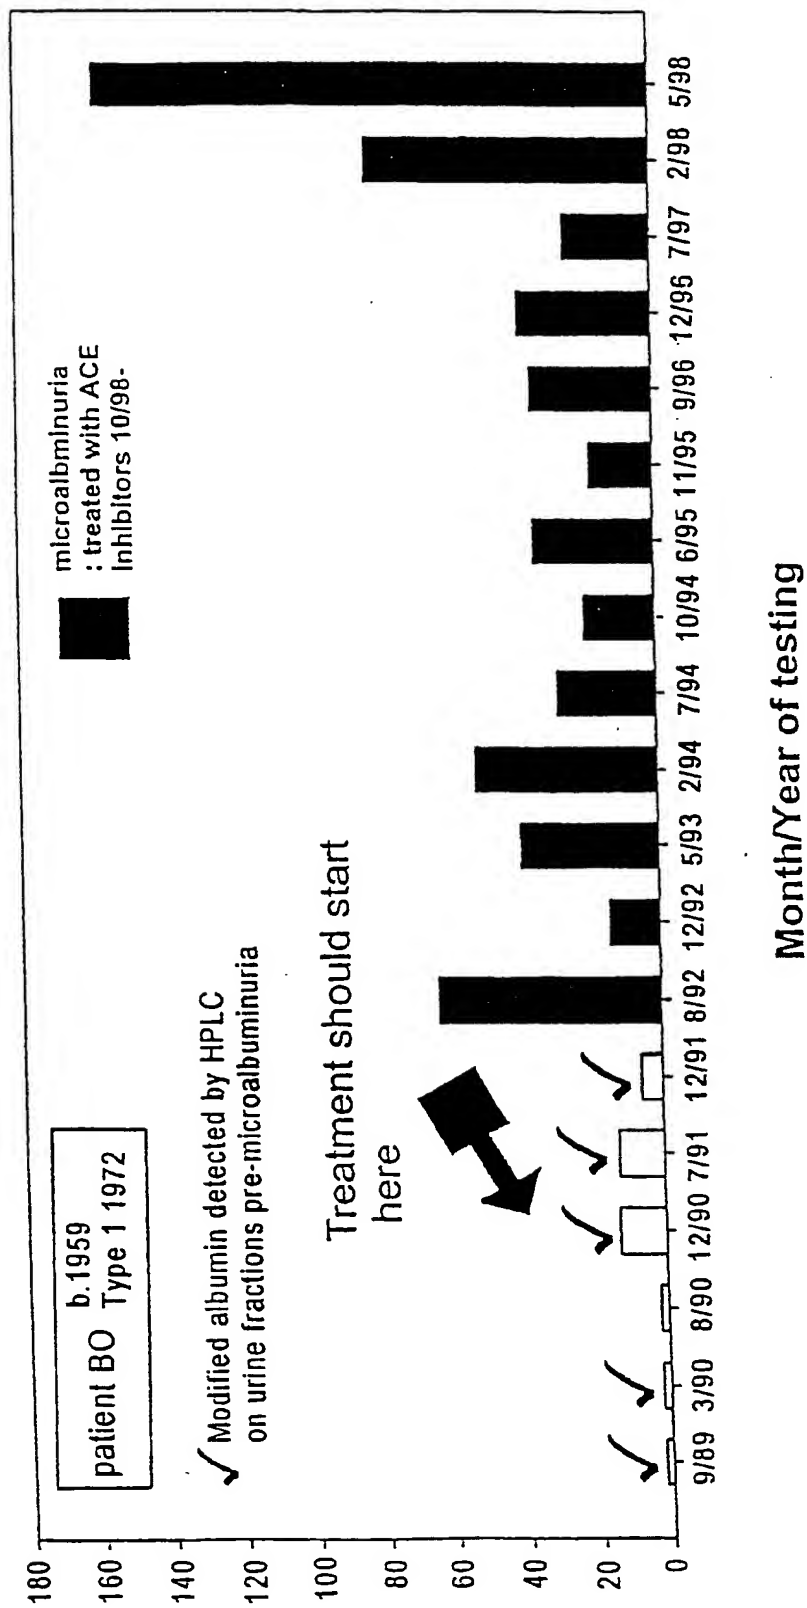 patient BO b.1959
Type 1 1972
Modified albumin detected by HPLC
on urine fractions pre-microalbuminuria
Treatment should start
here
microalbminuria
: treated with ACE
inhibitors 10/98-
180
160
140
120
100
80
60
40
20
0
9/89 3/90 8/90 12/90 7/91 12/91 8/92 12/92 5/93 2/94 7/94 10/94 6/95 11/95 9/96 12/96 7/97 2/98 5/98
Month/Year of testing